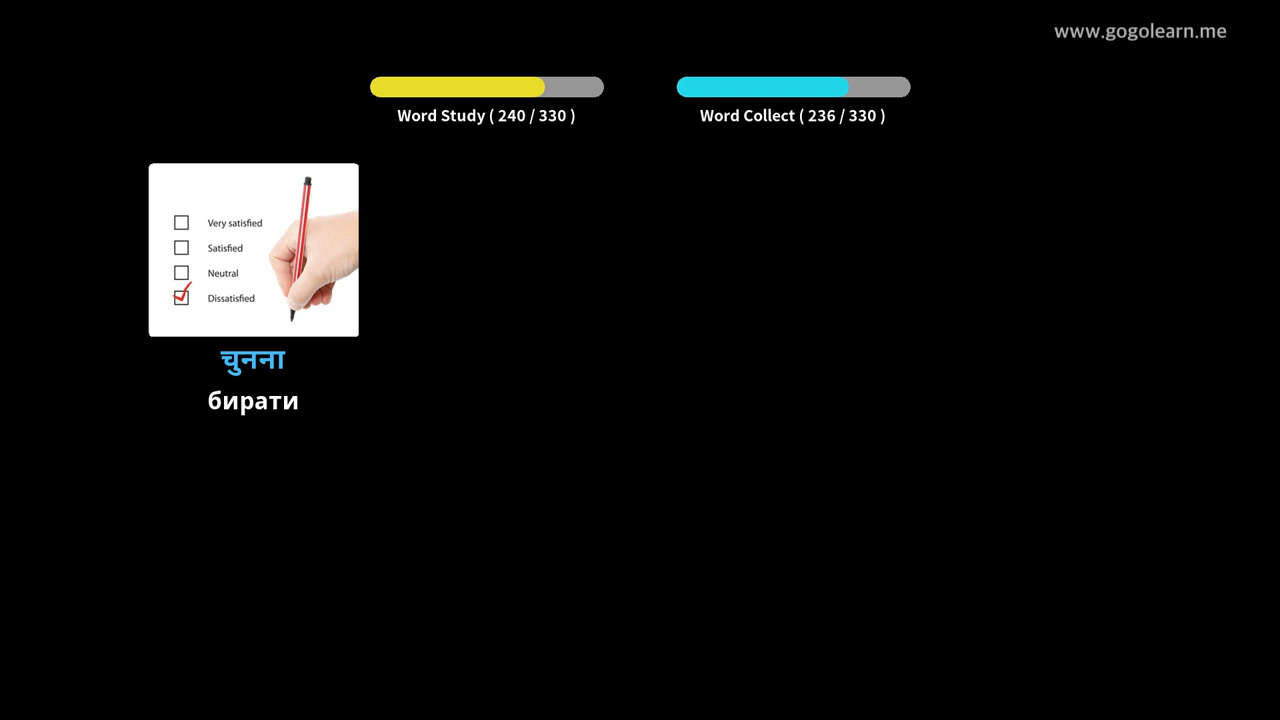 www.gogolearn.me
Word Study ( 240 / 330 )
Word Collect ( 236 / 330 )
Very satisfied
Satisfied
Neutral
Dissatisfied
चुनना
бирати